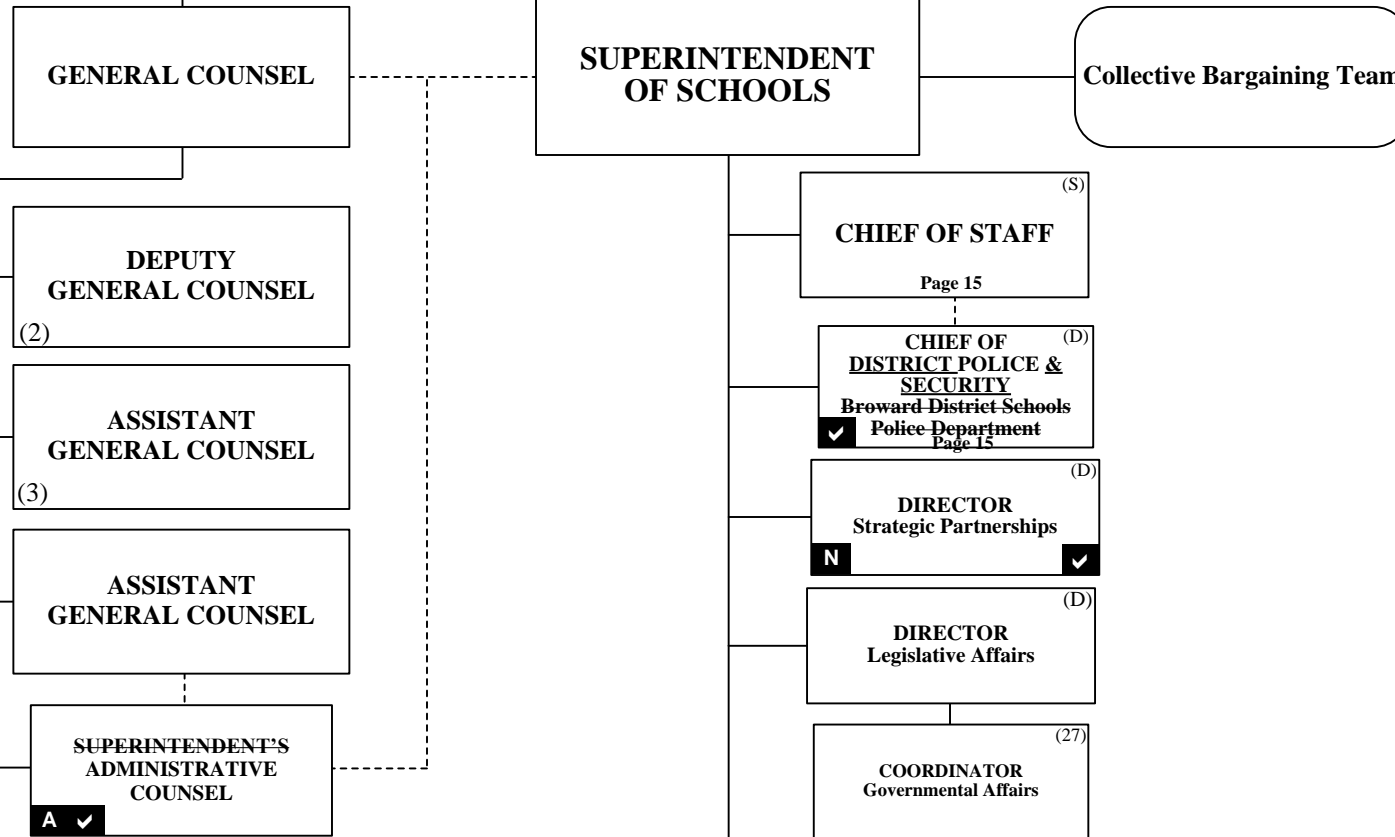 GENERAL COUNSEL
SUPERINTENDENT
OF SCHOOLS
Collective Bargaining Team
(S)
CHIEF OF STAFF
Page 15
DEPUTY
GENERAL COUNSEL
(2)
(D)
CHIEF OF
DISTRICT POLICE &
SECURITY
Broward District Schools
Police Department
Page 15
ASSISTANT
GENERAL COUNSEL
(3)
(D)
DIRECTOR
Strategic Partnerships
N
ASSISTANT
GENERAL COUNSEL
(D)
DIRECTOR
Legislative Affairs
SUPERINTENDENT’S
ADMINISTRATIVE
COUNSEL
A
(27)
COORDINATOR
Governmental Affairs